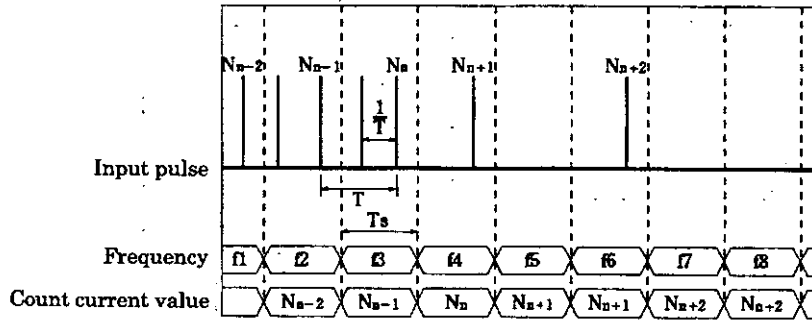 Nn-2 Nn-1 Nn Nn+1 Nn+2
1
T
Input pulse
T
Ts
Frequency f1 f2 f3 f4 f5 f6 f7 f8
Count current value Nn-2 Nn-1 Nn Nn+1 Nn+1 Nn+2 Nn+2